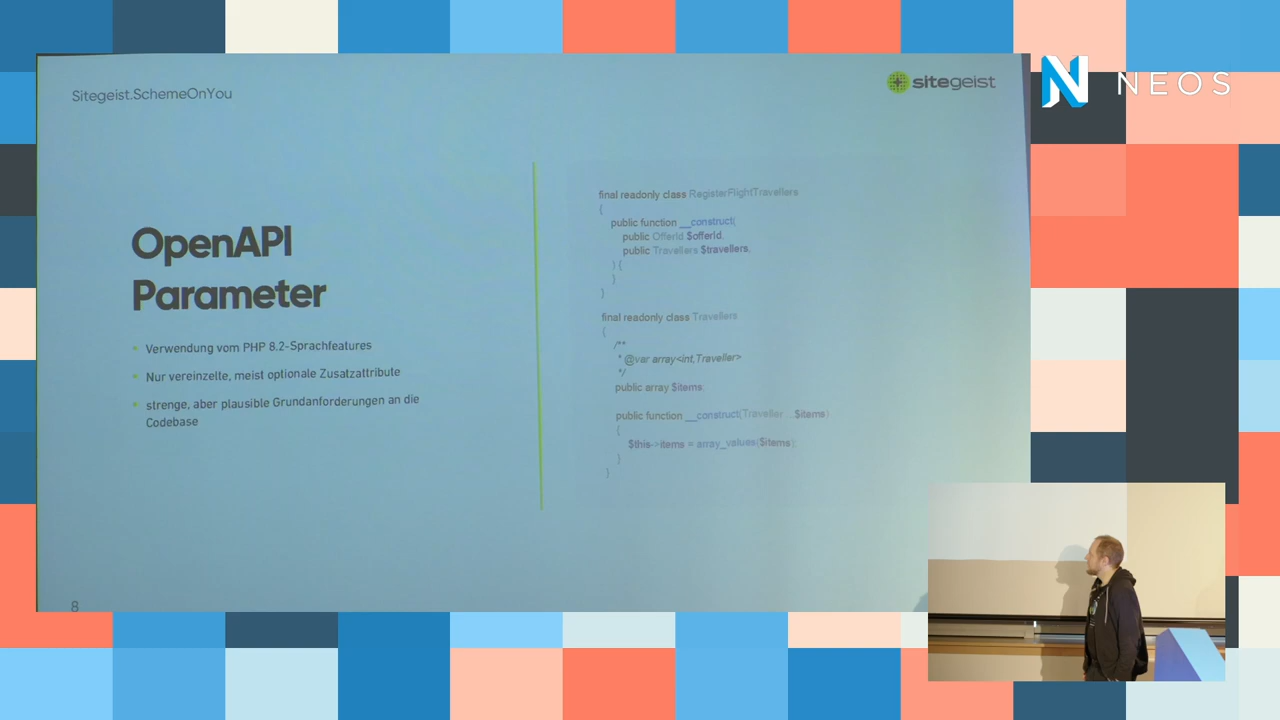 Sitegeist.SchemeOnYou
sitegeist
NEOS
OpenAPI
Parameter
Verwendung vom PHP 8.2-Sprachfeatures
Nur vereinzelte, meist optionale Zusatzattribute
strenge, aber plausible Grundanforderungen an die
Codebase
final readonly class RegisterFlightTravellers
{
public function __construct(
public OfferId $offerId,
public Travellers $travellers,
) {
}
}
final readonly class Travellers
{
/**
* @var array<int,Traveller>
*/
public array $items;
public function __construct(Traveller ...$items)
{
$this->items = array_values($items);
}
}
8